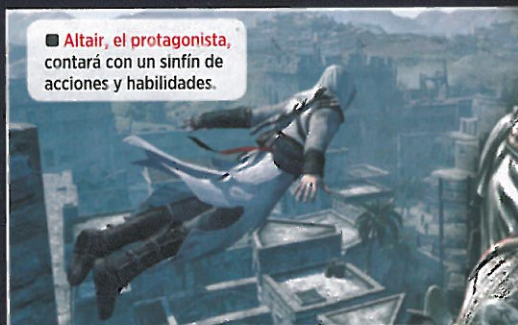 Altair, el protagonista,
contará con un sinfín de
acciones y habilidades.